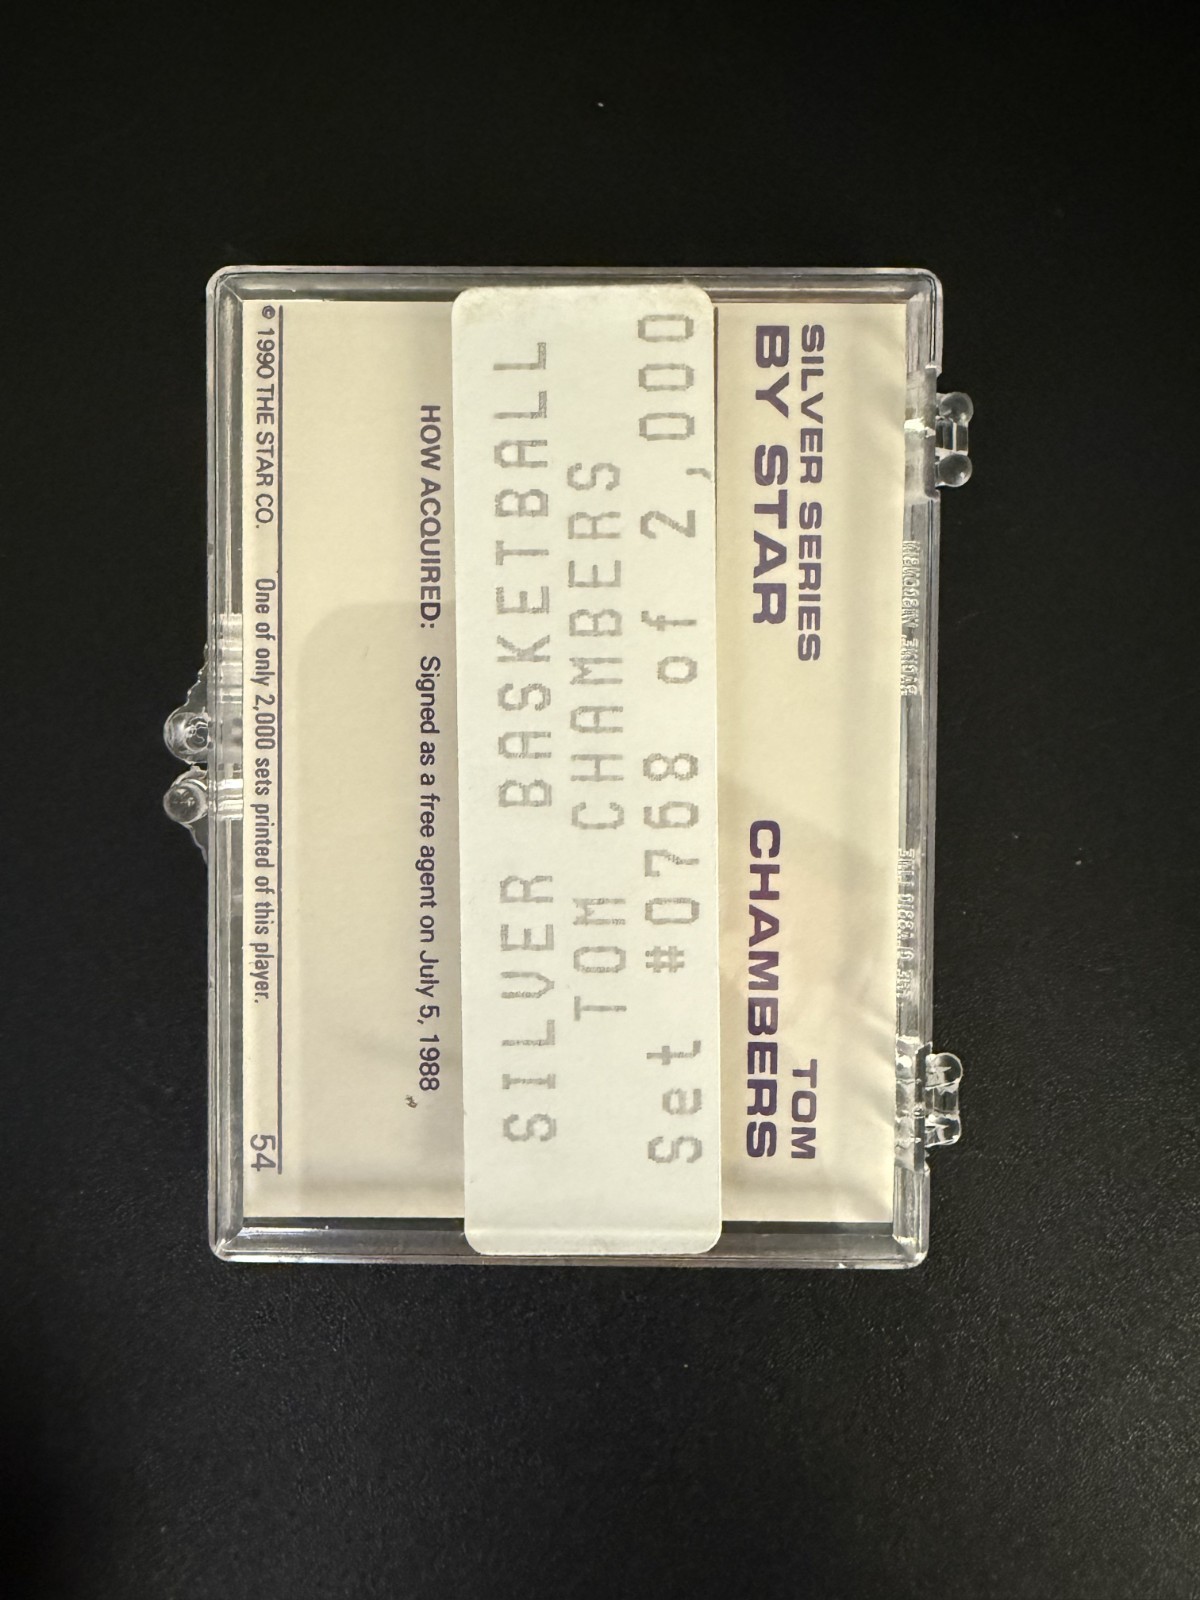 SILVER SERIES
BY STAR
TOM
CHAMBERS
SILVER BASKETBALL
TOM CHAMBERS
Set #0768 of 2,000
HOW ACQUIRED: Signed as a free agent on July 5, 1988
© 1990 THE STAR CO. One of only 2,000 sets printed of this player. 54